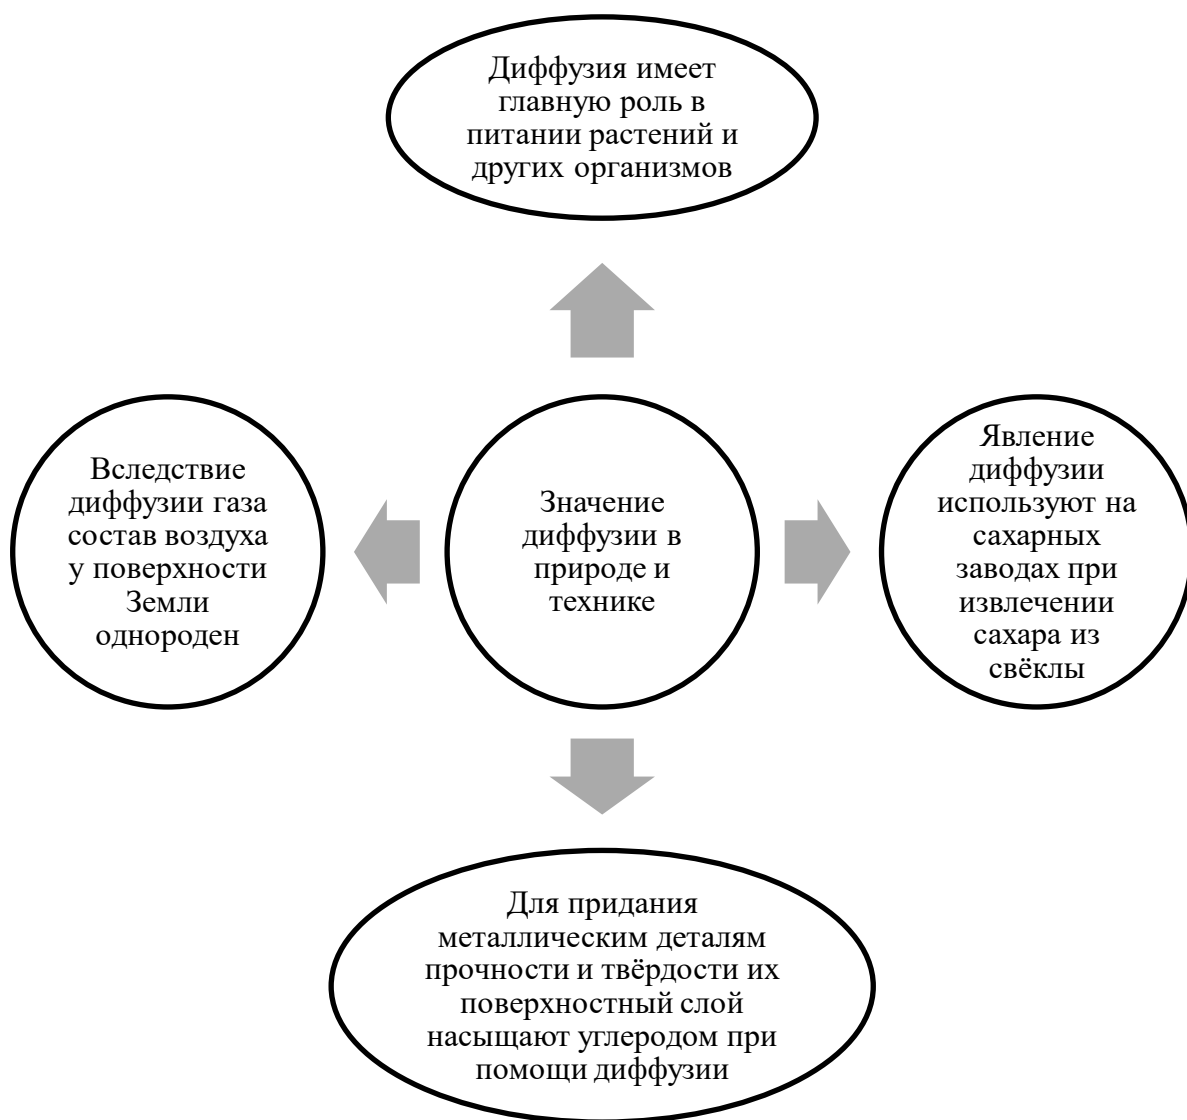 Диффузия имеет
главную роль в
питании растений и
других организмов
Вследствие
диффузии газа
состав воздуха
у поверхности
Земли
однороден
Значение
диффузии в
природе и
технике
Явление
диффузии
используют на
сахарных
заводах при
извлечении
сахара из
свёклы
Для придания
металлическим деталям
прочности и твёрдости их
поверхностный слой
насыщают углеродом при
помощи диффузии